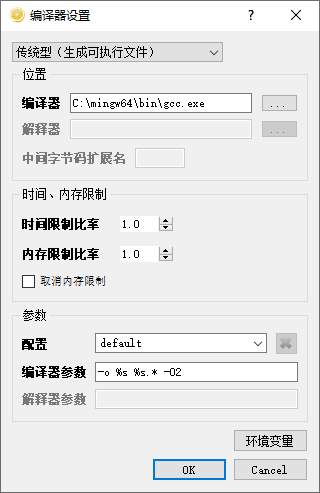 编译器设置
传统型（生成可执行文件）
位置
编译器 C:\mingw64\bin\gcc.exe ...
解释器 ...
中间字节码扩展名
时间、内存限制
时间限制比率 1.0
内存限制比率 1.0
取消内存限制
参数
配置 default
编译器参数 -o %s %s.* -O2
解释器参数
环境变量
OK Cancel